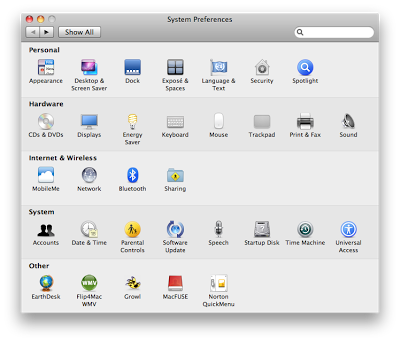 System Preferences
Show All
Personal
Appearance
Desktop &
Screen Saver
Dock
Exposé &
Spaces
Language &
Text
Security
Spotlight
Hardware
CDs & DVDs
Displays
Energy
Saver
Keyboard
Mouse
Trackpad
Print & Fax
Sound
Internet & Wireless
MobileMe
Network
Bluetooth
Sharing
System
Accounts
Date & Time
Parental
Controls
Software
Update
Speech
Startup Disk
Time Machine
Universal
Access
Other
EarthDesk
WMV
Flip4Mac
WMV
Growl
MacFUSE
Norton
QuickMenu